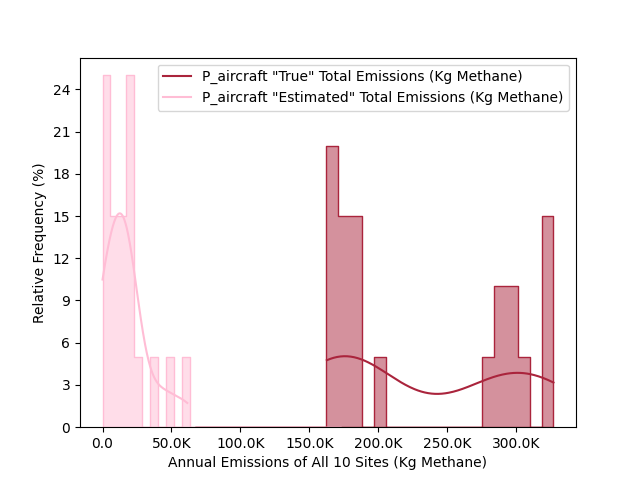 P_aircraft "True" Total Emissions (Kg Methane)
P_aircraft "Estimated" Total Emissions (Kg Methane)
Relative Frequency (%)
24
21
18
15
12
9
6
3
0
0.0 50.0K 100.0K 150.0K 200.0K 250.0K 300.0K
Annual Emissions of All 10 Sites (Kg Methane)